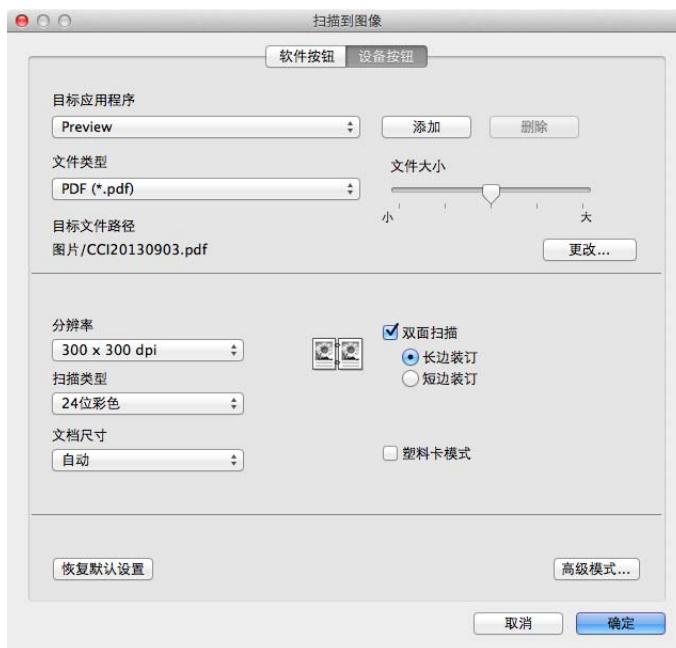 扫描到图像
软件按钮 设备按钮
目标应用程序
Preview 添加 删除
文件类型 文件大小
PDF (*.pdf)
小 大
目标文件路径
图片/CCI20130903.pdf 更改...
分辨率
300 x 300 dpi
双面扫描
长边装订
扫描类型
短边装订
24位彩色
文档尺寸
自动 塑料卡模式
恢复默认设置 高级模式...
取消 确定